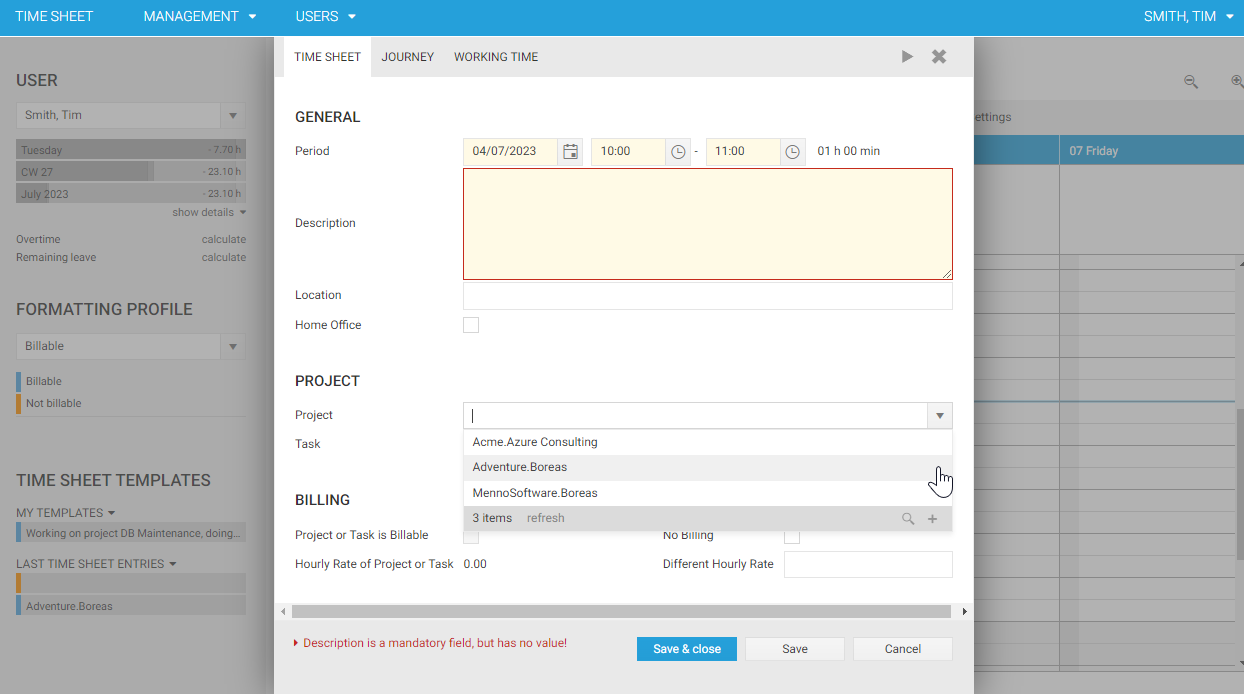 TIME SHEET MANAGEMENT USERS SMITH, TIM
USER
Smith, Tim
Tuesday - 7.70 h
CW 27 - 23.10 h
July 2023 - 23.10 h
show details
Overtime calculate
Remaining leave calculate
FORMATTING PROFILE
Billable
Billable
Not billable
TIME SHEET TEMPLATES
MY TEMPLATES
Working on project DB Maintenance, doing...
LAST TIME SHEET ENTRIES
Adventure.Boreas
TIME SHEET JOURNEY WORKING TIME
GENERAL
Period 04/07/2023 10:00 - 11:00 01 h 00 min
Description
Location
Home Office
PROJECT
Project
Task
Acme.Azure Consulting
Adventure.Boreas
MennoSoftware.Boreas
3 items refresh
BILLING
Project or Task is Billable No Billing
Hourly Rate of Project or Task 0.00 Different Hourly Rate
Description is a mandatory field, but has no value!
Save & close Save Cancel
ettings
07 Friday